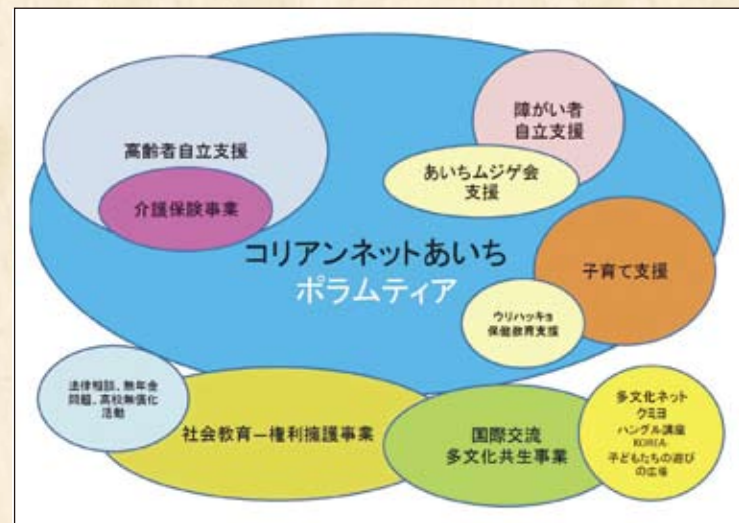 高齢者自立支援
介護保険事業
障がい者
自立支援
あいちムジゲ会
支援
コリアンネットあいち
ポラムティア
子育て支援
ウリハッキョ
保健教育支援
法律相談、無年金
問題、高校無償化
活動
社会教育ー権利擁護事業
国際交流
多文化共生事業
多文化ネット
クミヨ
ハングル講座
KORIA
子どもたちの遊び
の広場